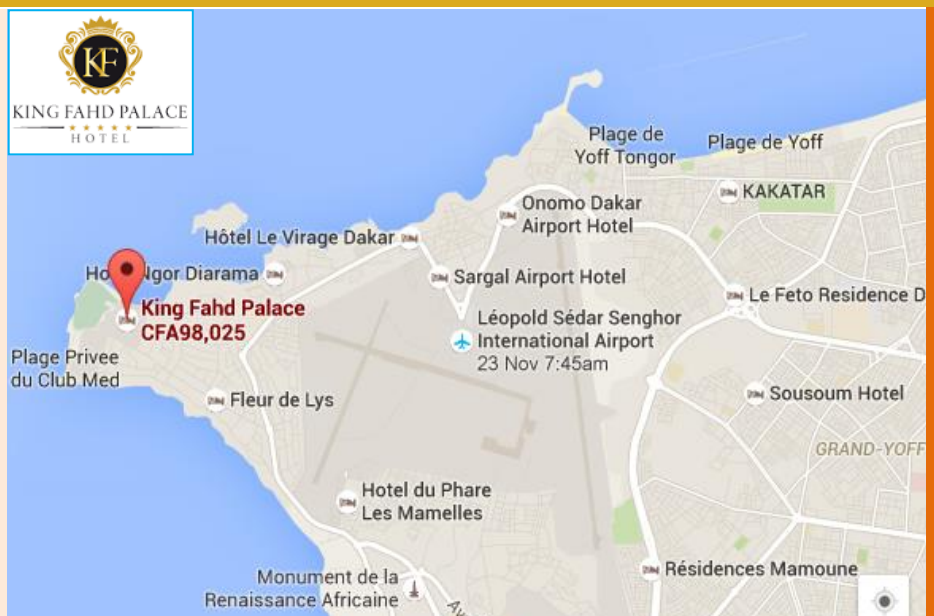 KF
KING FAHD PALACE
HOTEL
Plage de
Yoff Tongor
Plage de Yoff
KAKATAR
Onomo Dakar
Airport Hotel
Hôtel Le Virage Dakar
Ngor Diarama
Sargal Airport Hotel
King Fahd Palace
CFA98,025
Le Feto Residence D
Léopold Sédar Senghor
International Airport
23 Nov 7:45am
Plage Privee
du Club Med
Fleur de Lys
Sousoum Hotel
GRAND-YOFF
Hotel du Phare
Les Mamelles
Résidences Mamoune
Monument de la
Renaissance Africaine
Av